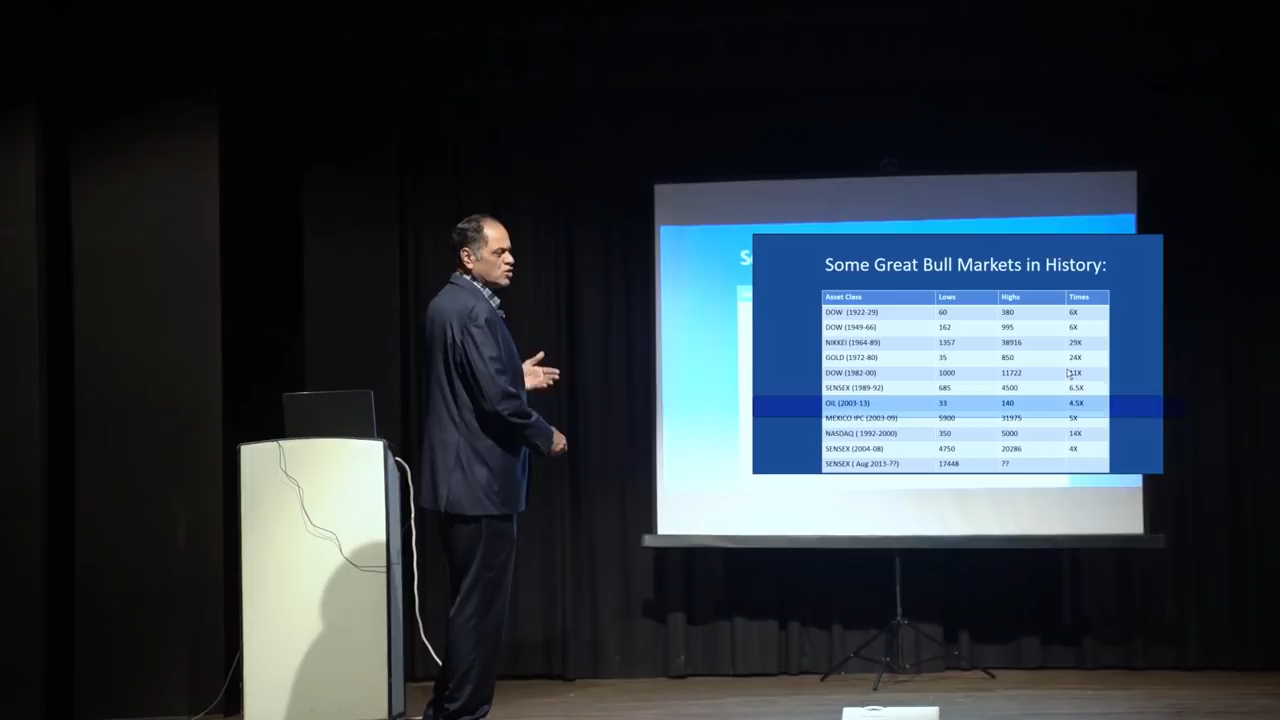 S
Some Great Bull Markets in History:
Asset Class Lows Highs Times
DOW (1922-29) 60 380 6X
DOW (1949-66) 162 995 6X
NIKKEI (1964-89) 1357 38916 29X
GOLD (1972-80) 35 850 24X
DOW (1982-00) 1000 11722 11X
SENSEX (1989-92) 685 4500 6.5X
OIL (2003-13) 33 140 4.5X
MEXICO IPC (2003-09) 5900 31975 5X
NASDAQ ( 1992-2000) 350 5000 14X
SENSEX (2004-08) 4750 20286 4X
SENSEX ( Aug 2013-??) 17448 ??